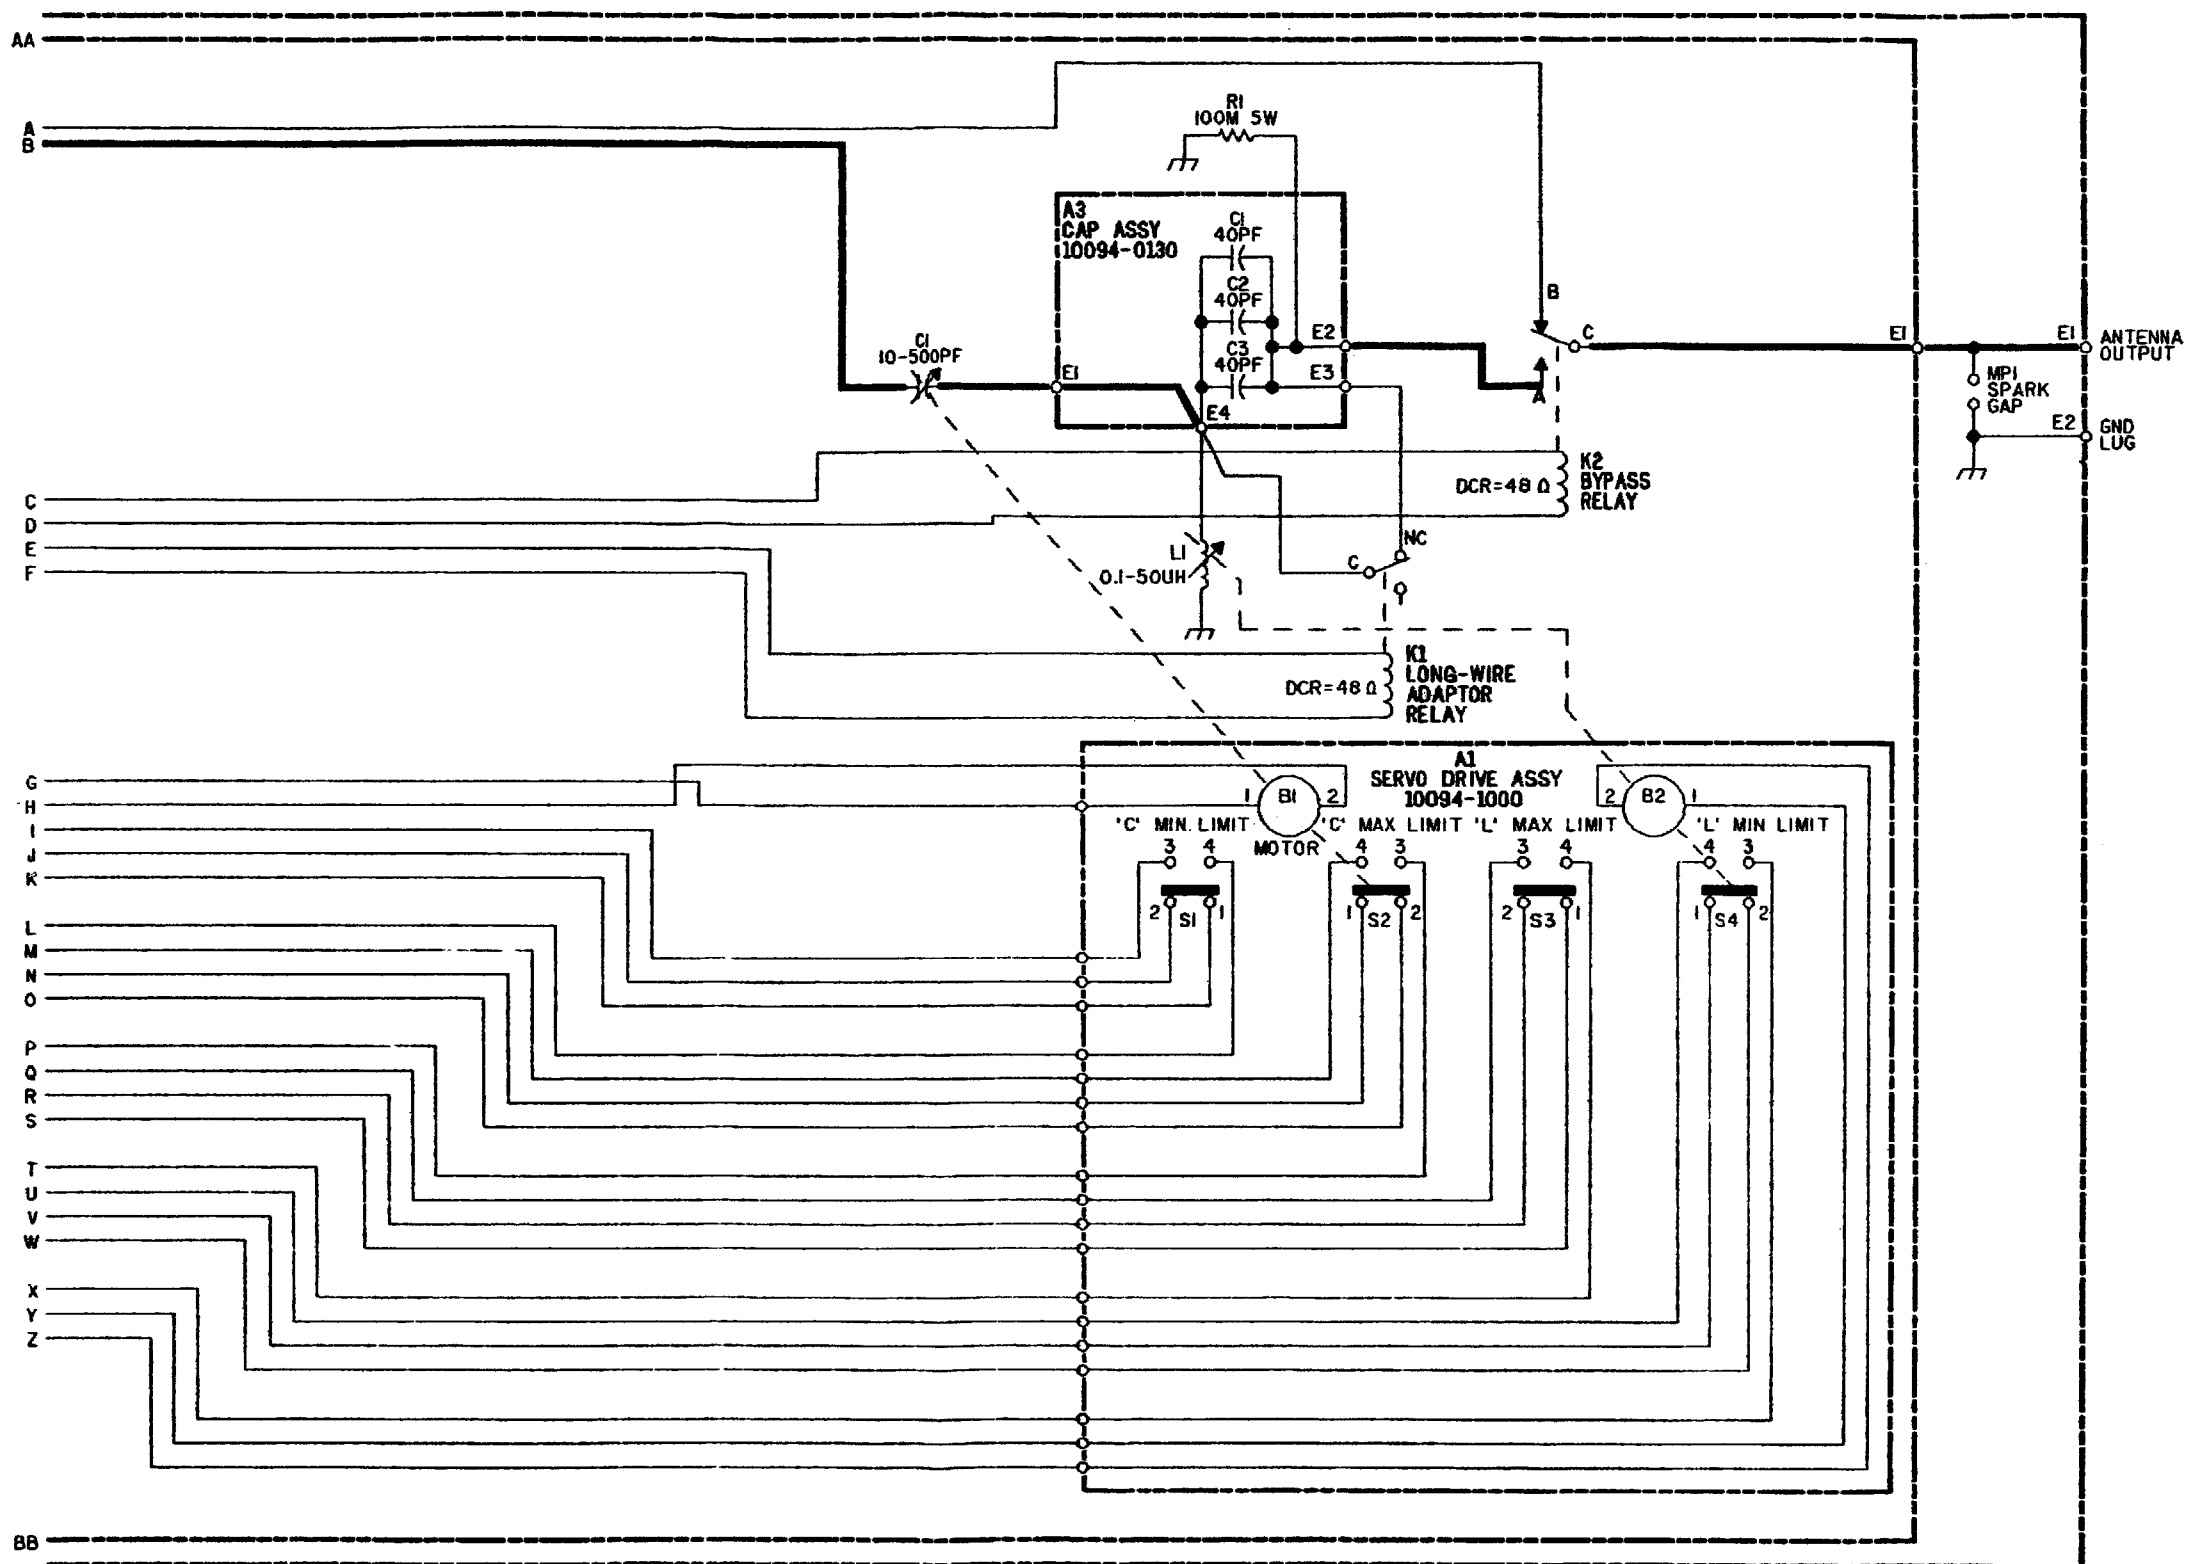 AA
A
B
R1
100M 5W
A3
CAP ASSY
10094-0130
C1
40PF
C2
40PF
C3
40PF
E1
E2
E3
E4
C1
10-500PF
B
C
A
E1
E1
ANTENNA
OUTPUT
MP1
SPARK
GAP
E2
GND
LUG
C
D
E
F
DCR=48 Ω
K2
BYPASS
RELAY
L1
0.1-50UH
C
NC
DCR=48 Ω
K1
LONG-WIRE
ADAPTOR
RELAY
A1
SERVO DRIVE ASSY
10094-1000
G
H
I
J
K
L
M
N
O
P
Q
R
S
T
U
V
W
X
Y
Z
1 B1 2
2 B2 1
'C' MIN. LIMIT
'C' MAX LIMIT
'L' MAX LIMIT
'L' MIN LIMIT
MOTOR
3 4
4 3
3 4
4 3
2 S1 1
1 S2 2
2 S3 1
1 S4 2
BB